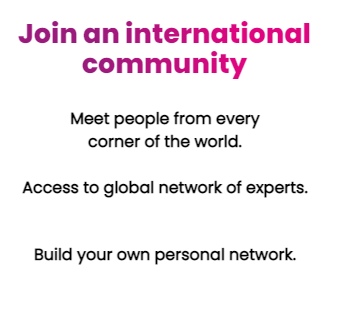 Join an international
community
Meet people from every
corner of the world.
Access to global network of experts.
Build your own personal network.